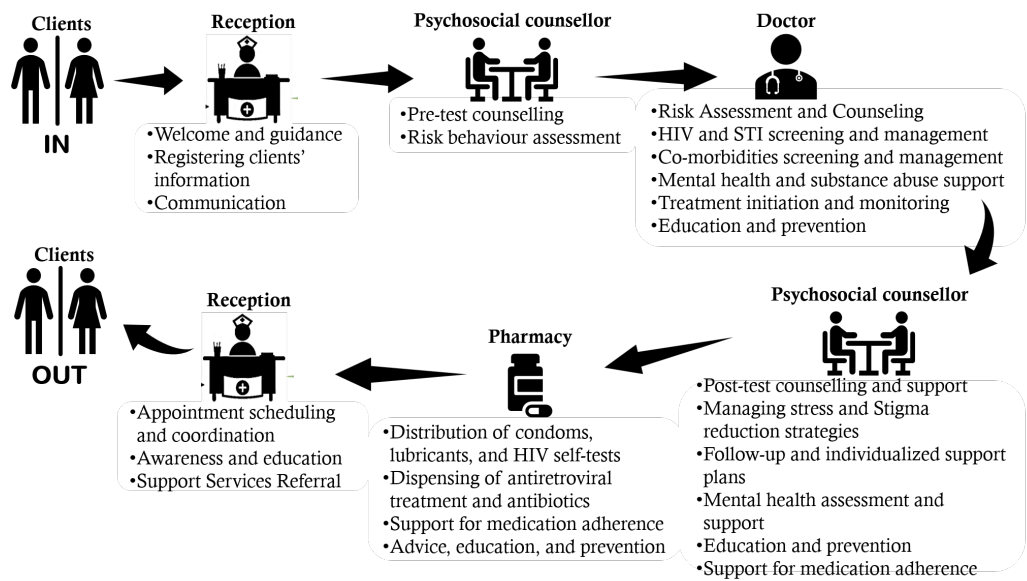 Clients
IN
Reception
•Welcome and guidance
•Registering clients'
information
•Communication
Psychosocial counsellor
•Pre-test counselling
•Risk behaviour assessment
Doctor
•Risk Assessment and Counseling
•HIV and STI screening and management
•Co-morbidities screening and management
•Mental health and substance abuse support
•Treatment initiation and monitoring
•Education and prevention
Psychosocial counsellor
•Post-test counselling and support
•Managing stress and Stigma
reduction strategies
•Follow-up and individualized support
plans
•Mental health assessment and
support
•Education and prevention
•Support for medication adherence
Pharmacy
•Distribution of condoms,
lubricants, and HIV self-tests
•Dispensing of antiretroviral
treatment and antibiotics
•Support for medication adherence
•Advice, education, and prevention
Reception
•Appointment scheduling
and coordination
•Awareness and education
•Support Services Referral
Clients
OUT